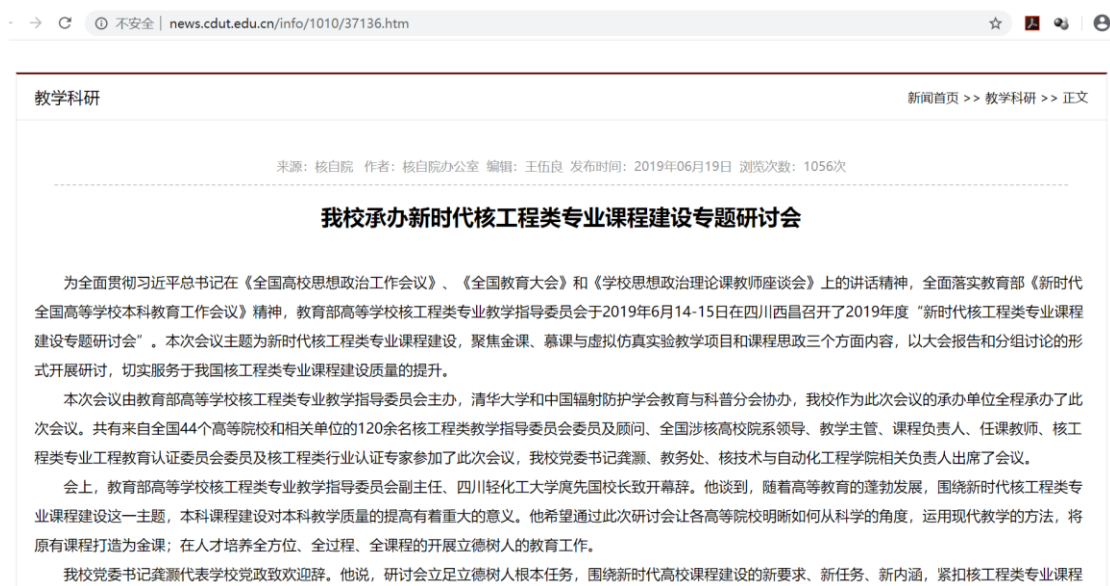 不安全 | news.cdut.edu.cn/info/1010/37136.htm
教学科研
新闻首页 >> 教学科研 >> 正文
来源：核自院 作者：核自院办公室 编辑：王伍良 发布时间：2019年06月19日 浏览次数：1056次
我校承办新时代核工程类专业课程建设专题研讨会
为全面贯彻习近平总书记在《全国高校思想政治工作会议》、《全国教育大会》和《学校思想政治理论课教师座谈会》上的讲话精神，全面落实教育部《新时代
全国高等学校本科教育工作会议》精神，教育部高等学校核工程类专业教学指导委员会于2019年6月14-15日在四川西昌召开了2019年度“新时代核工程类专业课程
建设专题研讨会”。本次会议主题为新时代核工程类专业课程建设，聚焦金课、慕课与虚拟仿真实验教学项目和课程思政三个方面内容，以大会报告和分组讨论的形
式开展研讨，切实服务于我国核工程类专业课程建设质量的提升。
本次会议由教育部高等学校核工程类专业教学指导委员会主办，清华大学和中国辐射防护学会教育与科普分会协办，我校作为此次会议的承办单位全程承办了此
次会议。共有来自全国44个高等院校和相关单位的120余名核工程类教学指导委员会委员及顾问、全国涉核高校院系领导、教学主管、课程负责人、任课教师、核工
程类专业工程教育认证委员会委员及核工程类行业认证专家参加了此次会议，我校党委书记龚灏、教务处、核技术与自动化工程学院相关负责人出席了会议。
会上，教育部高等学校核工程类专业教学指导委员会副主任、四川轻化工大学庹先国校长致开幕辞。他谈到，随着高等教育的蓬勃发展，围绕新时代核工程类专
业课程建设这一主题，本科课程建设对本科教学质量的提高有着重大的意义。他希望通过此次研讨会让各高等院校明晰如何从科学的角度，运用现代教学的方法，将
原有课程打造为金课；在人才培养全方位、全过程、全课程的开展立德树人的教育工作。
我校党委书记龚灏代表学校党政致欢迎辞。他说，研讨会立足立德树人根本任务，围绕新时代高校课程建设的新要求、新任务、新内涵，紧扣核工程类专业课程